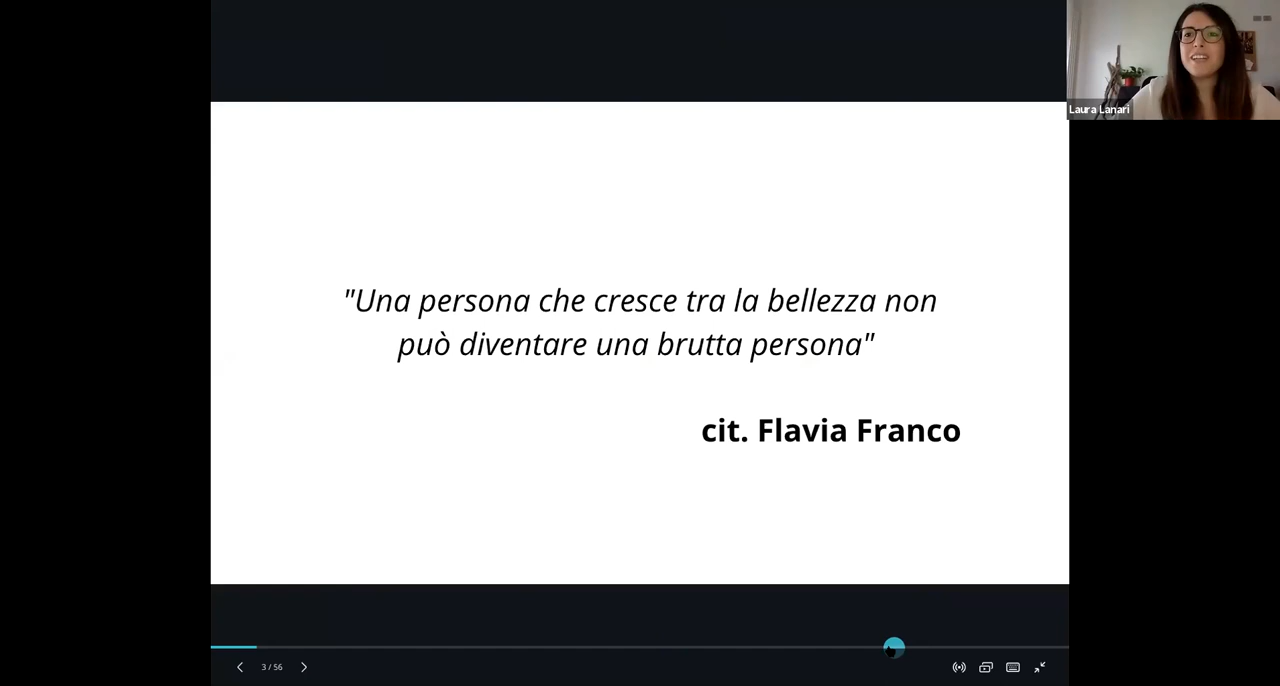 Laura Lanari
"Una persona che cresce tra la bellezza non
può diventare una brutta persona"
cit. Flavia Franco
3 / 56